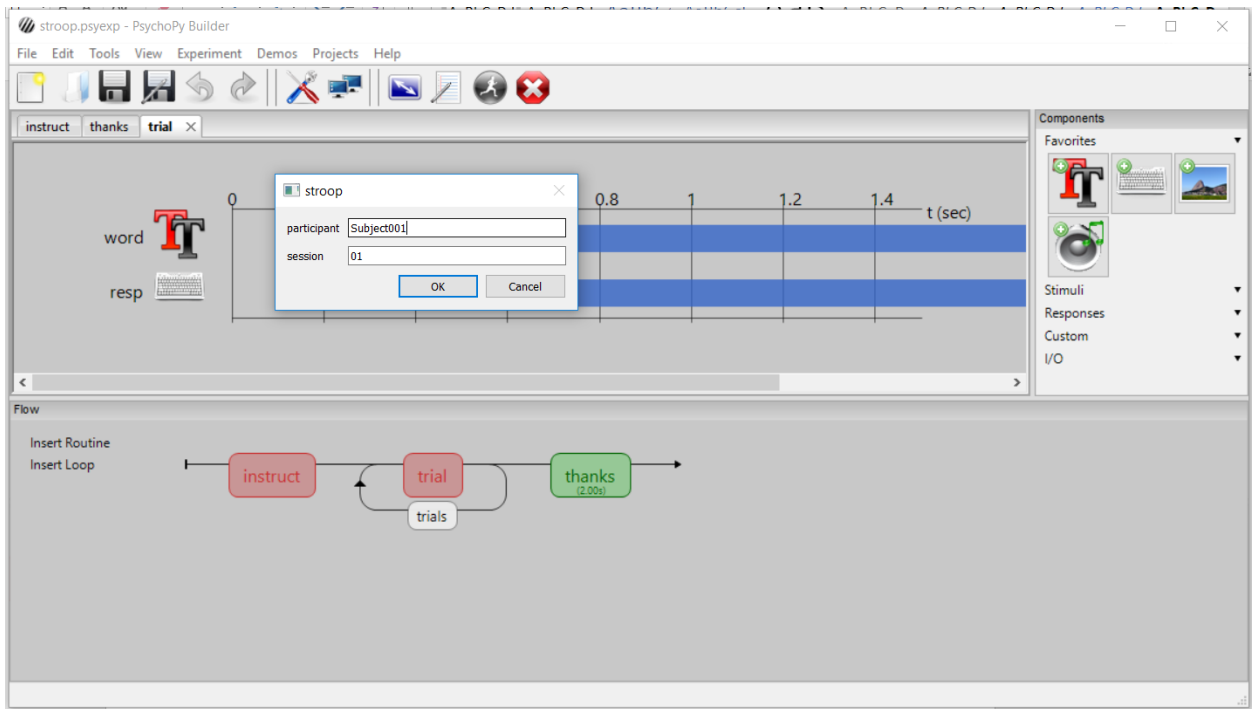 stroop.psyexp - PsychoPy Builder
File Edit Tools View Experiment Demos Projects Help
instruct thanks trial
Components
Favorites
stroop
0 0.8 1 1.2 1.4 t (sec)
participant Subject001
word
session 01
OK Cancel
resp
Stimuli
Responses
Custom
I/O
Flow
Insert Routine
Insert Loop
instruct trial thanks
(2.00s)
trials